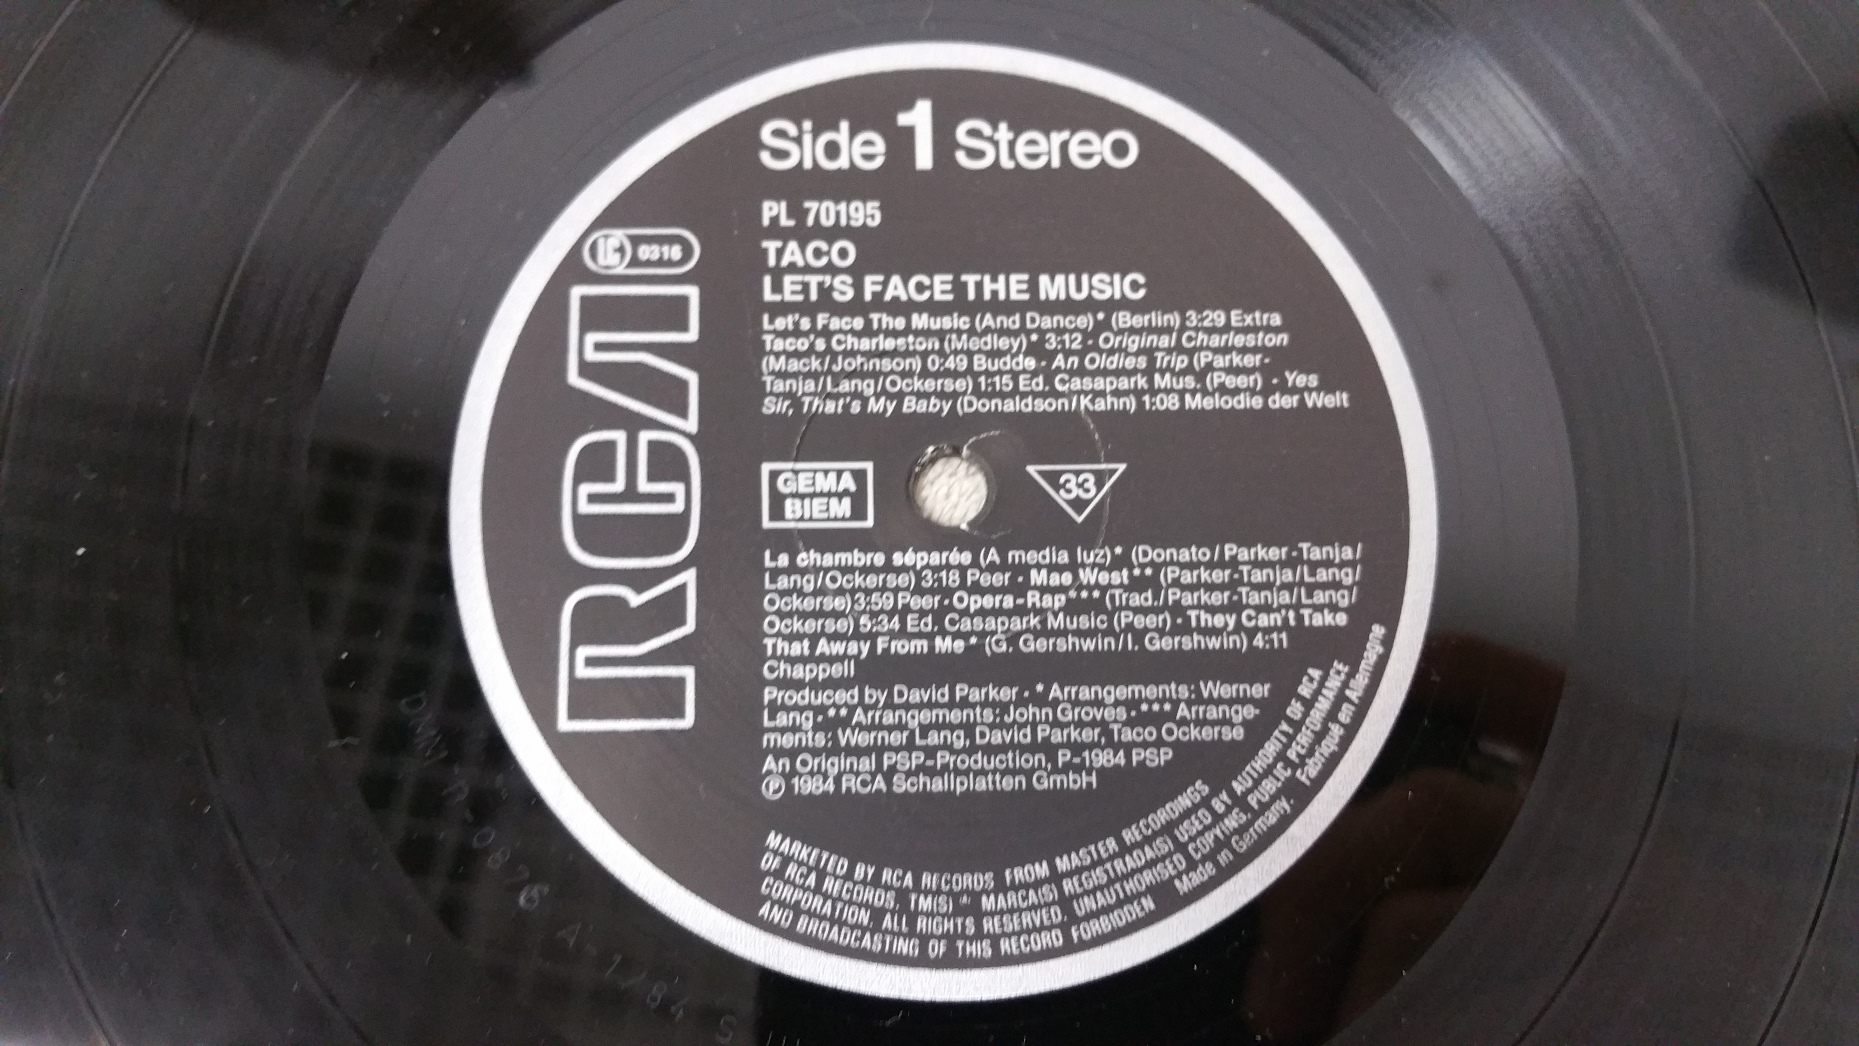 Side 1 Stereo
PL 70195
TACO
LET'S FACE THE MUSIC
Let's Face The Music (And Dance)* (Berlin) 3:29 Extra
Taco's Charleston (Medley)* 3:12 - Original Charleston
(Mack/Johnson) 0:49 Budde - An Oldies Trip (Parker-
Tanja/Lang/Ockerse) 1:15 Ed. Casapark Mus. (Peer) - Yes
Sir, That's My Baby (Donaldson/Kahn) 1:08 Melodie der Welt
LC 0316
RCA
GEMA
BIEM
33
La chambre séparée (A media luz)* (Donato/Parker-Tanja/
Lang/Ockerse) 3:18 Peer - Mae West** (Parker-Tanja/Lang/
Ockerse) 3:59 Peer - Opera-Rap*** (Trad./Parker-Tanja/Lang/
Ockerse) 5:34 Ed. Casapark Music (Peer) - They Can't Take
That Away From Me* (G. Gershwin/I. Gershwin) 4:11
Chappell
Produced by David Parker - * Arrangements: Werner
Lang - ** Arrangements: John Groves - *** Arrange-
ments: Werner Lang, David Parker, Taco Ockerse
An Original PSP-Production, P-1984 PSP
℗ 1984 RCA Schallplatten GmbH
MARKETED BY RCA RECORDS FROM MASTER RECORDINGS
OF RCA RECORDS. TM(S) ® MARCA(S) REGISTRADA(S) USED BY AUTHORITY OF RCA
CORPORATION. ALL RIGHTS RESERVED. UNAUTHORISED COPYING, PUBLIC PERFORMANCE
AND BROADCASTING OF THIS RECORD FORBIDDEN Made in Germany. Fabriqué en Allemagne